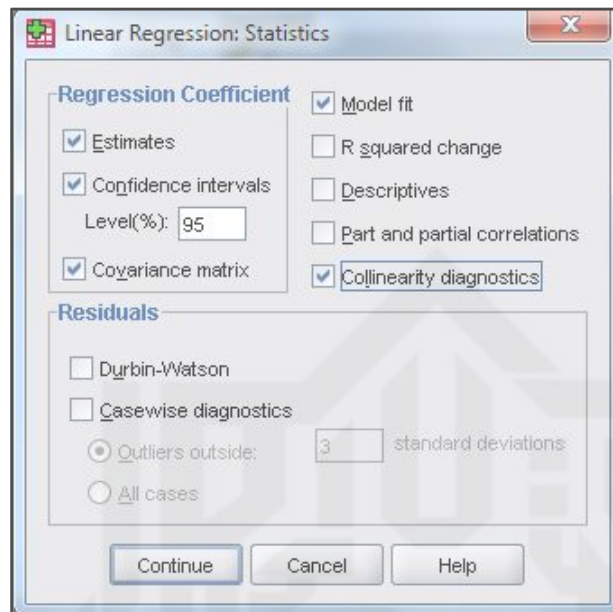 Linear Regression: Statistics
Regression Coefficient
Estimates
Confidence intervals
Level(%): 95
Covariance matrix
Model fit
R squared change
Descriptives
Part and partial correlations
Collinearity diagnostics
Residuals
Durbin-Watson
Casewise diagnostics
Outliers outside: 3 standard deviations
All cases
Continue Cancel Help